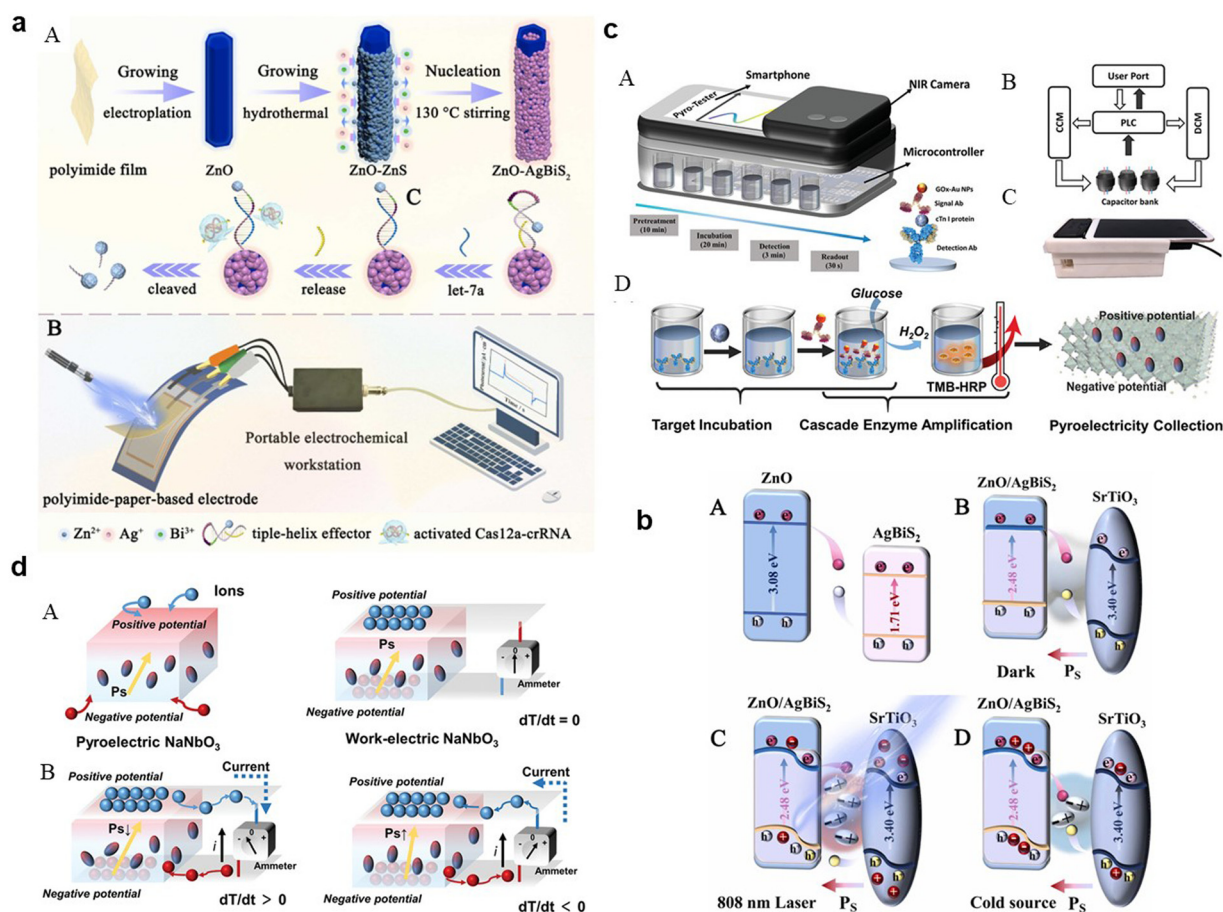 a
A
Growing
electroplation
Growing
hydrothermal
Nucleation
130 °C stirring
polyimide film
ZnO
ZnO-ZnS
ZnO-AgBiS₂
C
cleaved
release
let-7a
B
Portable electrochemical
workstation
polyimide-paper-based electrode
Time / s
Zn²⁺ Ag⁺ Bi³⁺ tiple-helix effector activated Cas12a-crRNA
c
A
Smartphone
Pyro-Tester
NIR Camera
Microcontroller
GOx-Au NPs
Signal Ab
cTn I protein
Detection Ab
Pretreatment
(10 min)
Incubation
(20 min)
Detection
(3 min)
Readout
(30 s)
B
User Port
CCM
PLC
DCM
Capacitor bank
C
D
Glucose
H₂O₂
TMB-HRP
Positive potential
Negative potential
Target Incubation
Cascade Enzyme Amplification
Pyroelectricity Collection
d
A
Ions
Positive potential
Ps
Negative potential
Pyroelectric NaNbO₃
Positive potential
Ps
Negative potential
- 0 +
Ammeter
dT/dt = 0
Work-electric NaNbO₃
B
Positive potential
Current
Ps↓
i
- 0 +
Ammeter
Negative potential
dT/dt > 0
Positive potential
Current
Ps↑
i
- 0 +
Ammeter
Negative potential
dT/dt < 0
b
A
ZnO
3.08 eV
h h
AgBiS₂
1.71 eV
h h
B
ZnO/AgBiS₂
2.48 eV
h h
SrTiO₃
3.40 eV
h h
Dark
Pₛ
C
ZnO/AgBiS₂
2.48 eV
SrTiO₃
3.40 eV
808 nm Laser
Pₛ
D
ZnO/AgBiS₂
2.48 eV
SrTiO₃
3.40 eV
Cold source
Pₛ